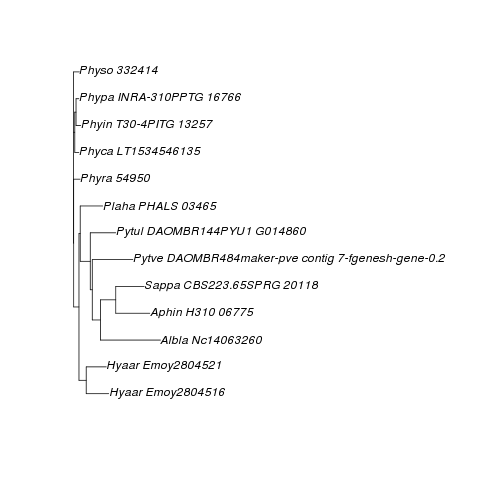 Physo 332414
Phypa INRA-310PPTG 16766
Phyin T30-4PITG 13257
Phyca LT1534546135
Phyra 54950
Plaha PHALS 03465
Pytul DAOMBR144PYU1 G014860
Pytve DAOMBR484maker-pve contig 7-fgenesh-gene-0.2
Sappa CBS223.65SPRG 20118
Aphin H310 06775
Albla Nc14063260
Hyaar Emoy2804521
Hyaar Emoy2804516